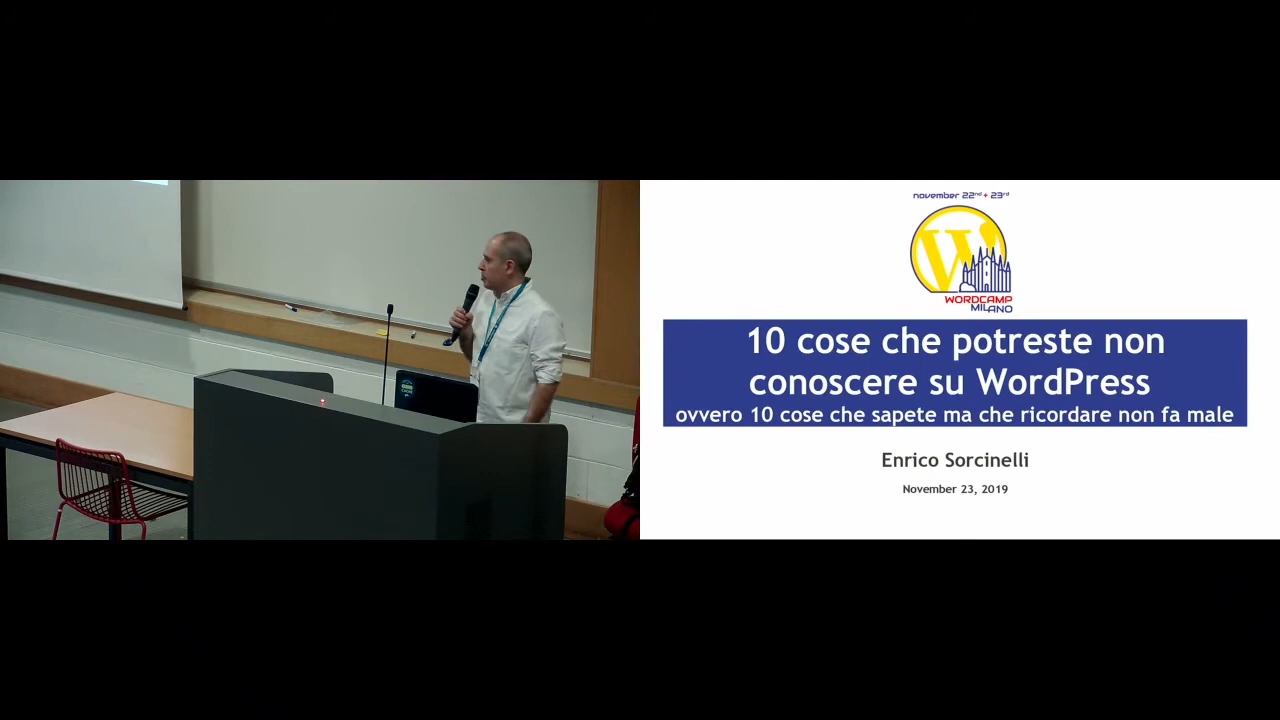 november 22nd + 23rd
WORDCAMP
MILANO
10 cose che potreste non
conoscere su WordPress
ovvero 10 cose che sapete ma che ricordare non fa male
Enrico Sorcinelli
November 23, 2019